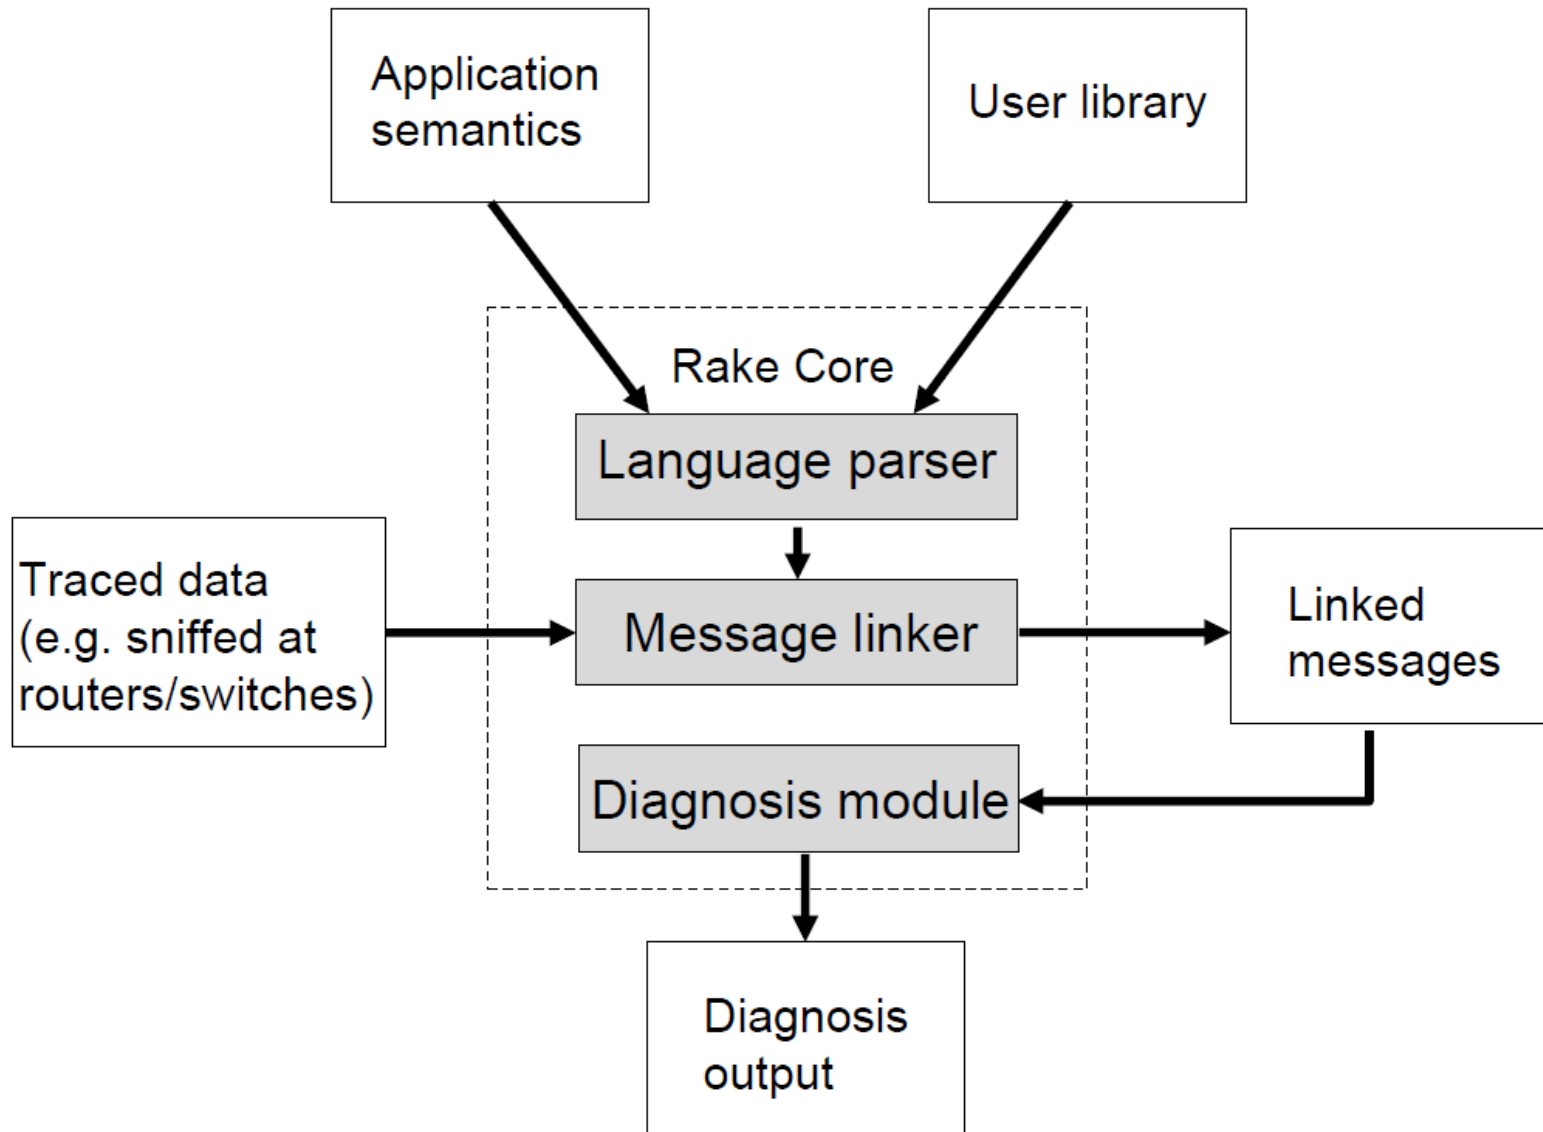 Application
semantics
User library
Rake Core
Language parser
Traced data
(e.g. sniffed at
routers/switches)
Message linker
Linked
messages
Diagnosis module
Diagnosis
output